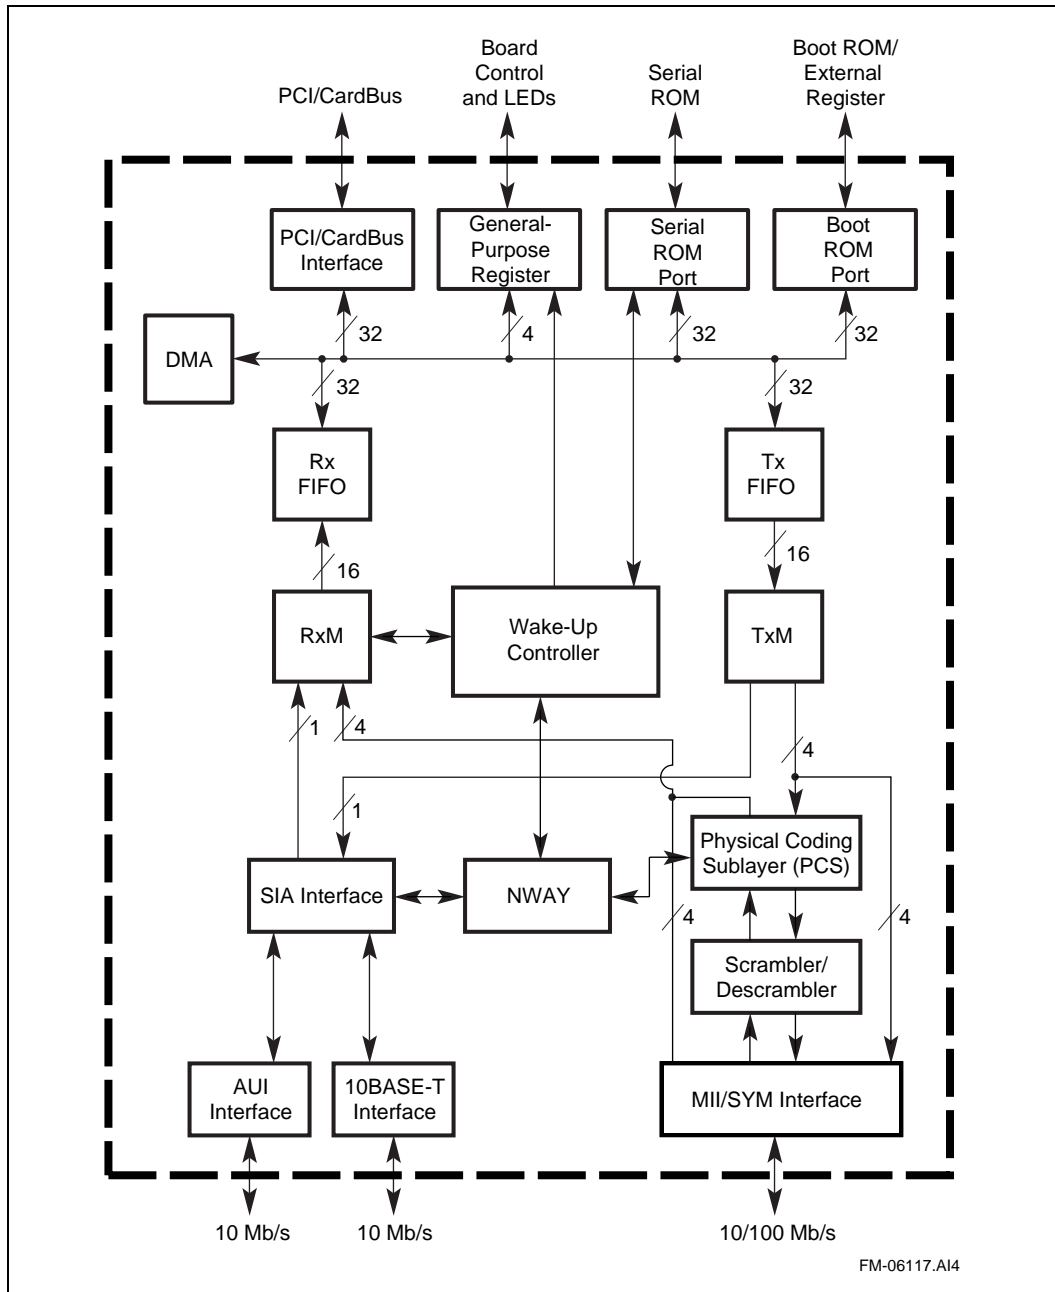 Board
Control
and LEDs
Boot ROM/
External
Register
Serial
ROM
PCI/CardBus
PCI/CardBus
Interface
General-
Purpose
Register
Serial
ROM
Port
Boot
ROM
Port
32
4
32
32
DMA
32
32
Rx
FIFO
Tx
FIFO
16
16
RxM
Wake-Up
Controller
TxM
1
4
4
1
Physical Coding
Sublayer (PCS)
SIA Interface
NWAY
4
4
Scrambler/
Descrambler
AUI
Interface
10BASE-T
Interface
MII/SYM Interface
10 Mb/s
10 Mb/s
10/100 Mb/s
FM-06117.AI4